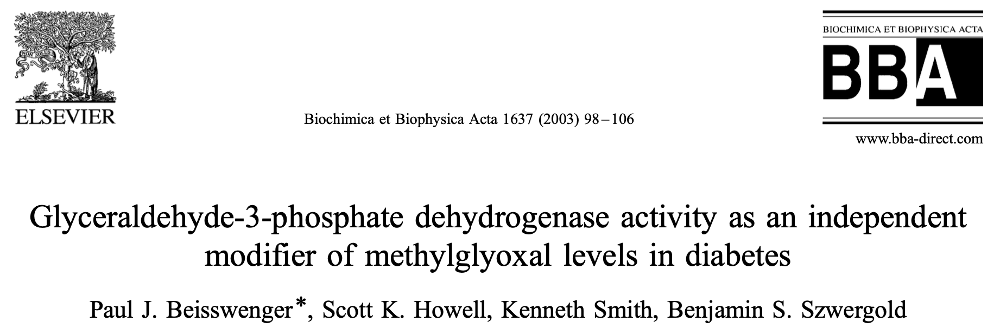 NON SOLUS
ELSEVIER
Biochimica et Biophysica Acta 1637 (2003) 98–106
BIOCHIMICA ET BIOPHYSICA ACTA
BBA
www.bba-direct.com
Glyceraldehyde-3-phosphate dehydrogenase activity as an independent
modifier of methylglyoxal levels in diabetes
Paul J. Beisswenger*, Scott K. Howell, Kenneth Smith, Benjamin S. Szwergold